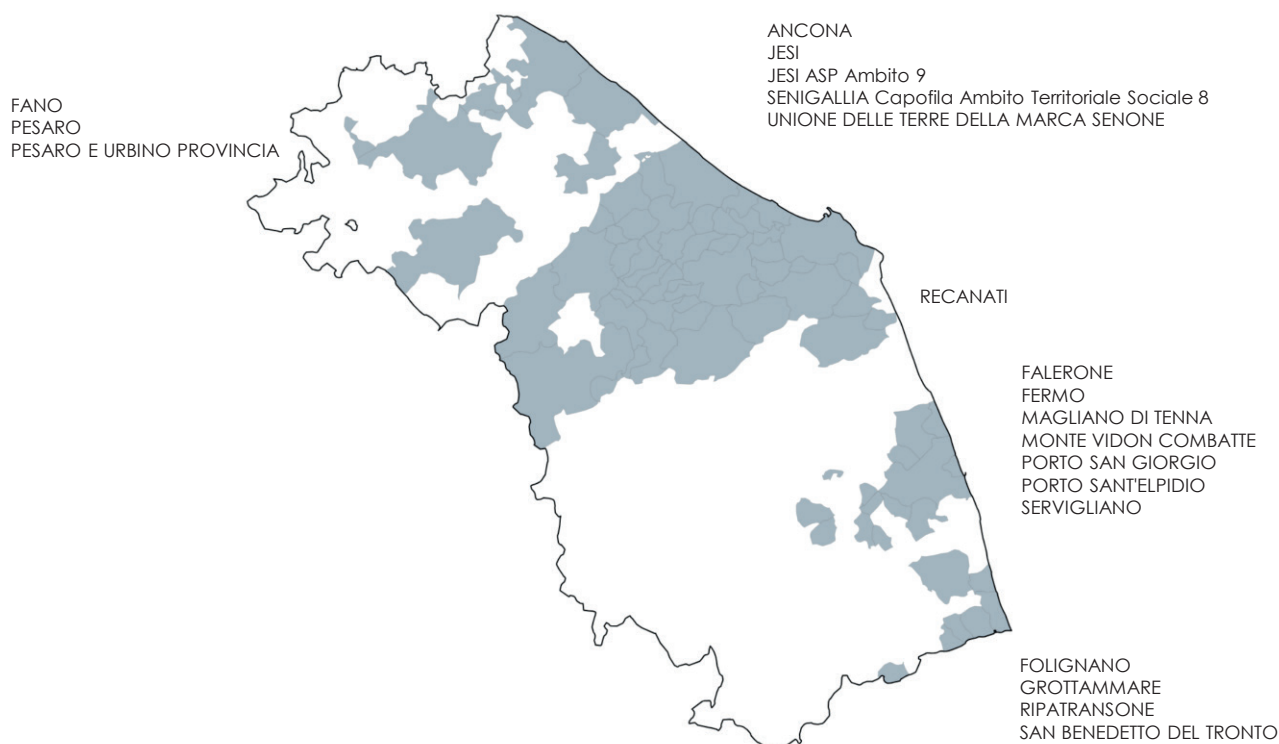 ANCONA
JESI
JESI ASP Ambito 9
SENIGALLIA Capofila Ambito Territoriale Sociale 8
UNIONE DELLE TERRE DELLA MARCA SENONE
FANO
PESARO
PESARO E URBINO PROVINCIA
RECANATI
FALERONE
FERMO
MAGLIANO DI TENNA
MONTE VIDON COMBATTE
PORTO SAN GIORGIO
PORTO SANT'ELPIDIO
SERVIGLIANO
FOLIGNANO
GROTTAMMARE
RIPATRANSONE
SAN BENEDETTO DEL TRONTO